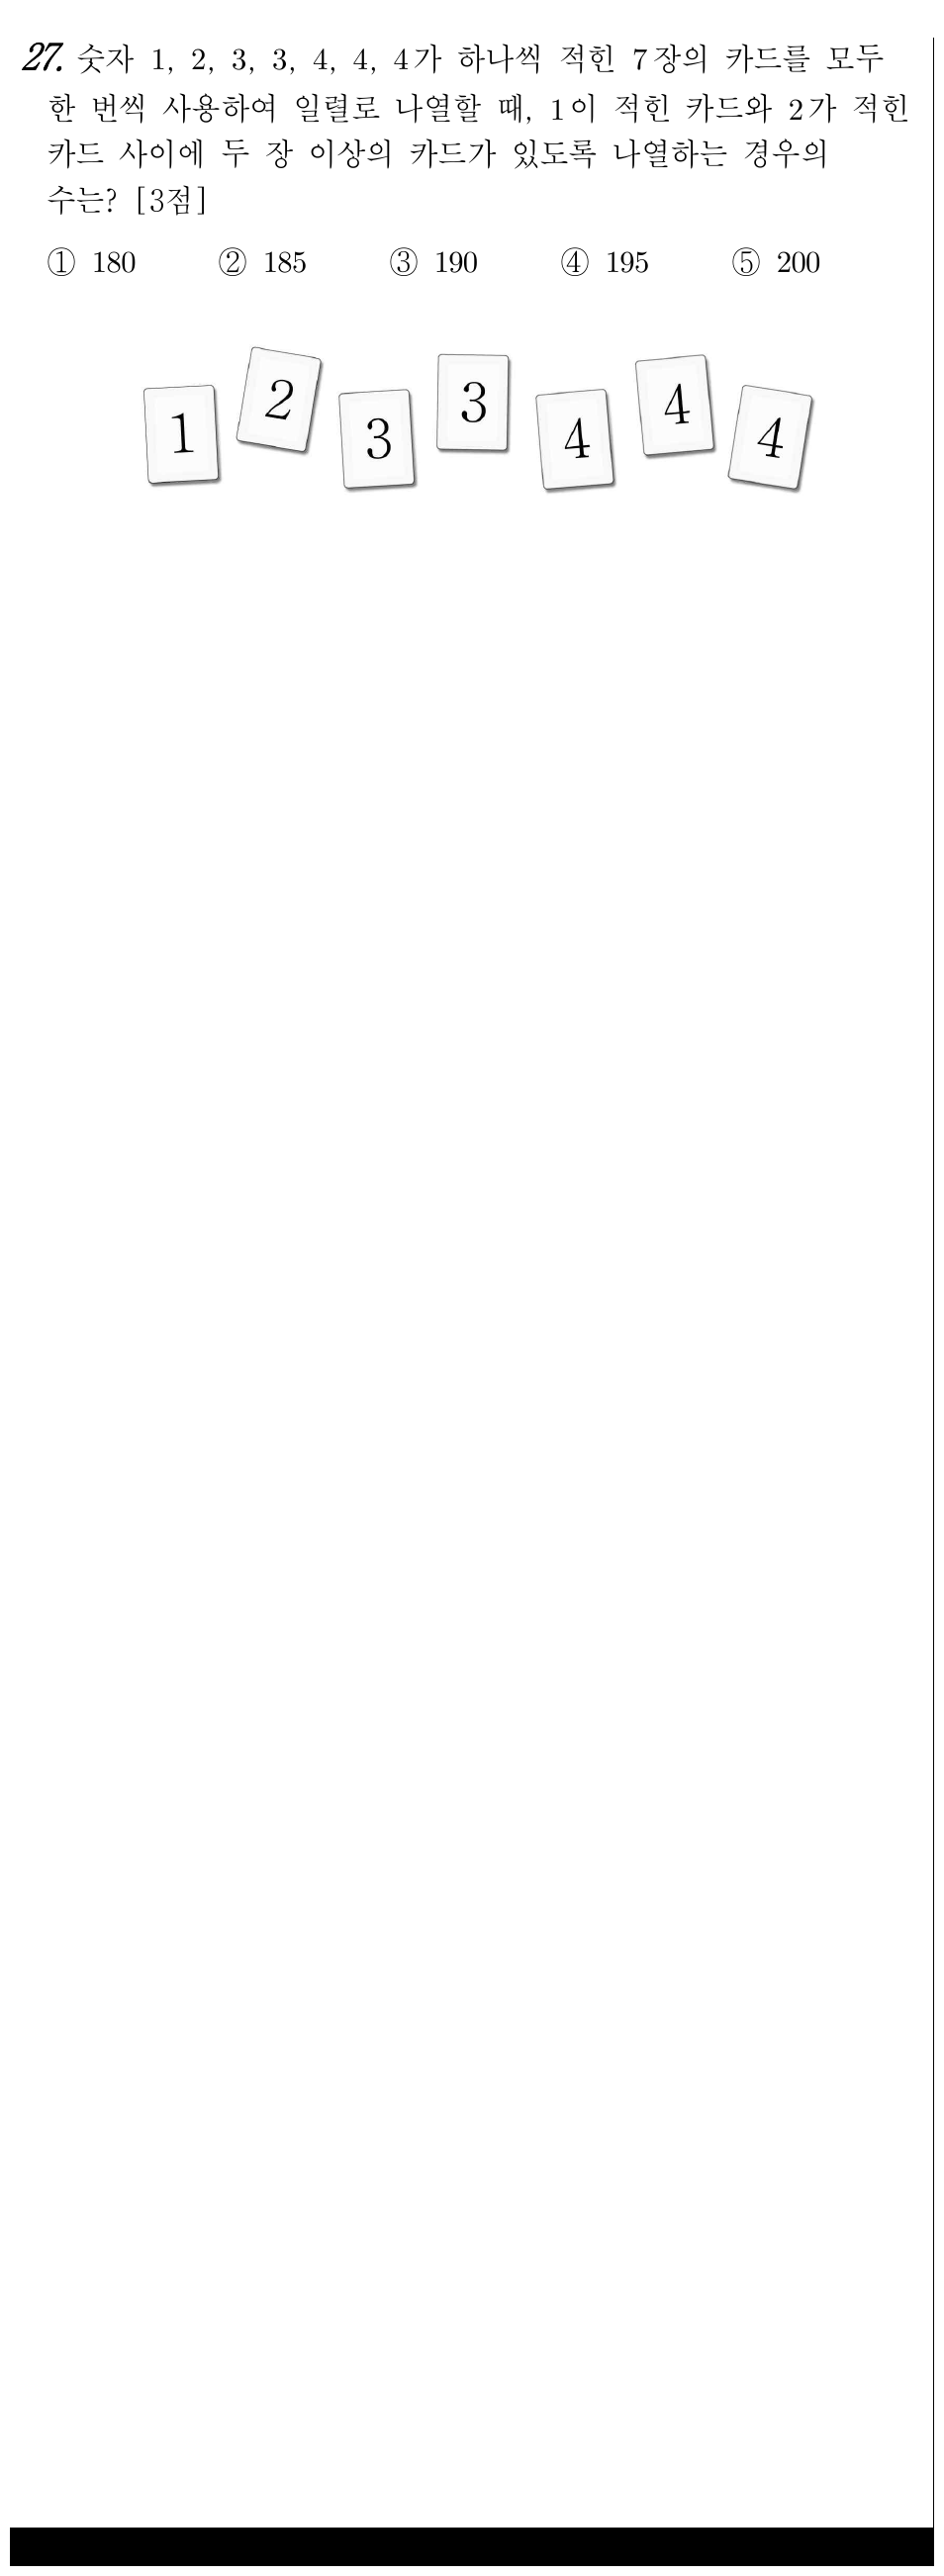 27. 숫자 1, 2, 3, 3, 4, 4, 4가 하나씩 적힌 7장의 카드를 모두
한 번씩 사용하여 일렬로 나열할 때, 1이 적힌 카드와 2가 적힌
카드 사이에 두 장 이상의 카드가 있도록 나열하는 경우의
수는? [3점]
① 180 ② 185 ③ 190 ④ 195 ⑤ 200
1 2 3 3 4 4 4